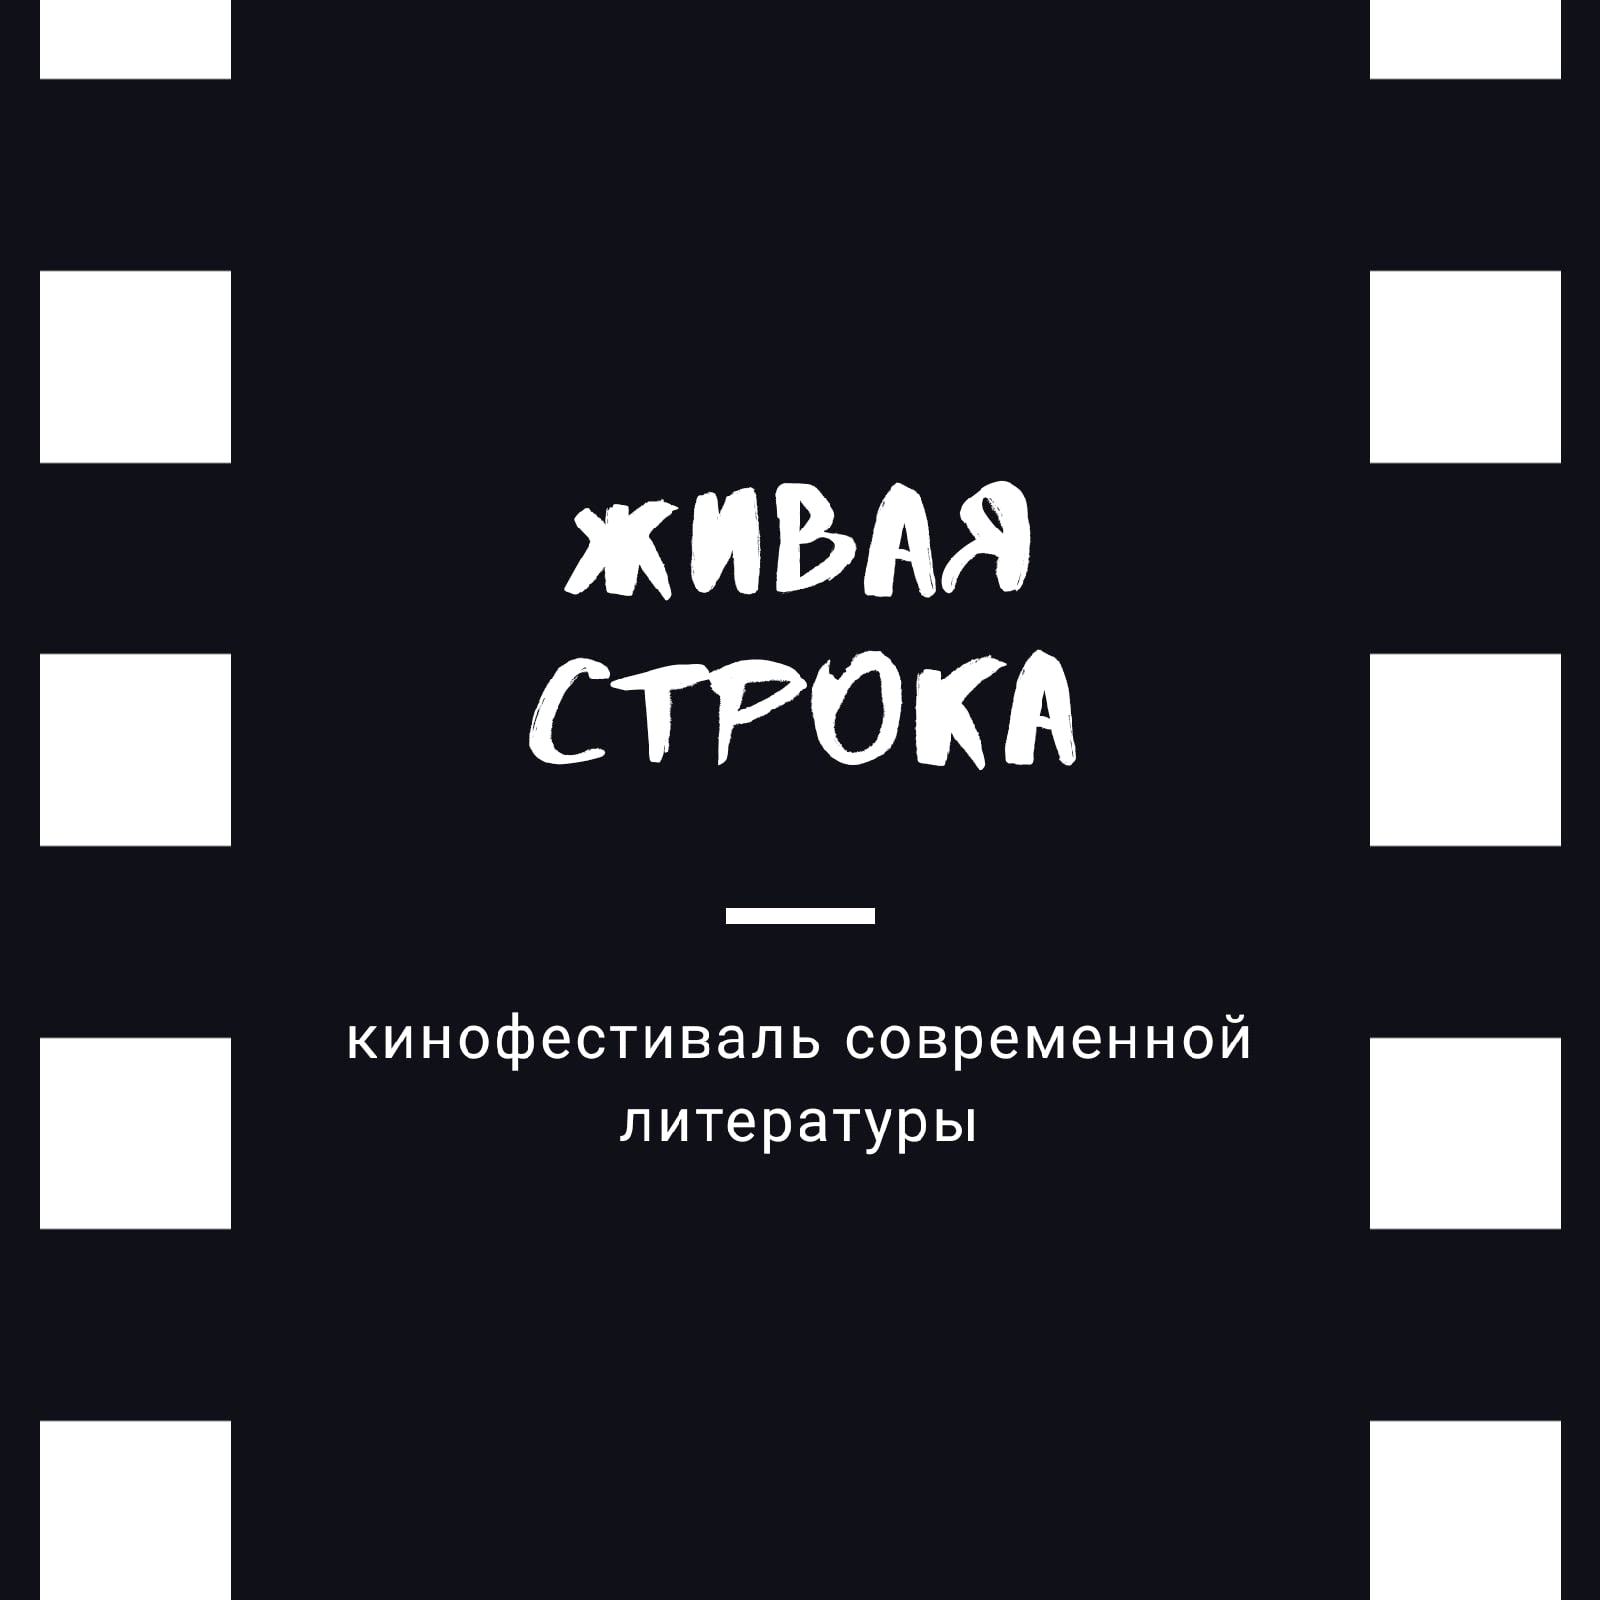 ЖИВАЯ
СТРОКА
кинофестиваль современной
литературы